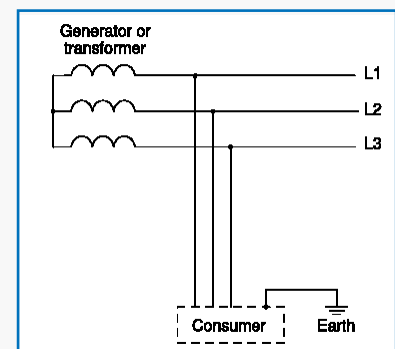 Generator or
transformer
L1
L2
L3
Consumer
Earth